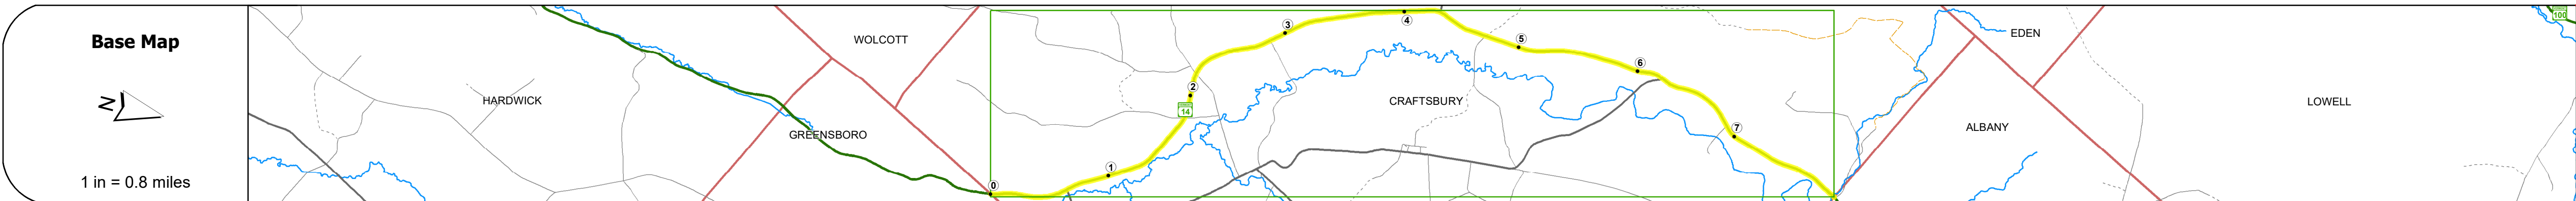 Base Map
N
1 in = 0.8 miles
HARDWICK
WOLCOTT
GREENSBORO
0
1
2
14
3
4
5
6
7
CRAFTSBURY
EDEN
ALBANY
LOWELL
100